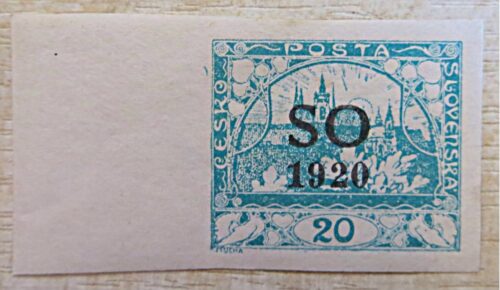 POSTA
ČESKO
SLOVENSKÁ
SO
1920
20
MUCHA